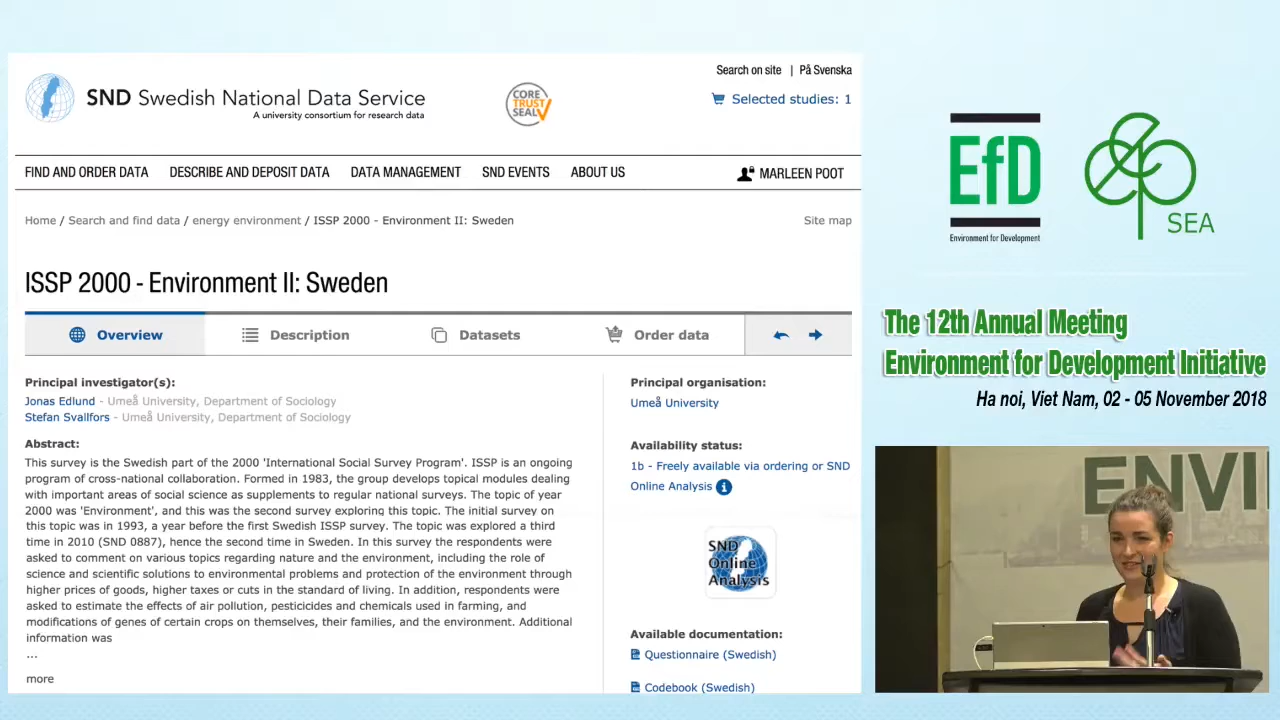 Search on site | På Svenska
SND Swedish National Data Service
A university consortium for research data
CORE TRUST SEAL
Selected studies: 1
FIND AND ORDER DATA DESCRIBE AND DEPOSIT DATA DATA MANAGEMENT SND EVENTS ABOUT US MARLEEN POOT
Home / Search and find data / energy environment / ISSP 2000 - Environment II: Sweden Site map
ISSP 2000 - Environment II: Sweden
Overview Description Datasets Order data
Principal investigator(s):
Jonas Edlund - Umeå University, Department of Sociology
Stefan Svallfors - Umeå University, Department of Sociology
Abstract:
This survey is the Swedish part of the 2000 'International Social Survey Program'. ISSP is an ongoing
program of cross-national collaboration. Formed in 1983, the group develops topical modules dealing
with important areas of social science as supplements to regular national surveys. The topic of year
2000 was 'Environment', and this was the second survey exploring this topic. The initial survey on
this topic was in 1993, a year before the first Swedish ISSP survey. The topic was explored a third
time in 2010 (SND 0887), hence the second time in Sweden. In this survey the respondents were
asked to comment on various topics regarding nature and the environment, including the role of
science and scientific solutions to environmental problems and protection of the environment through
higher prices of goods, higher taxes or cuts in the standard of living. In addition, respondents were
asked to estimate the effects of air pollution, pesticicides and chemicals used in farming, and
modifications of genes of certain crops on themselves, their families, and the environment. Additional
information was
...
more
Principal organisation:
Umeå University
Availability status:
1b - Freely available via ordering or SND
Online Analysis
SND
Online
Analysis
Available documentation:
Questionnaire (Swedish)
Codebook (Swedish)
EfD
Environment for Development
SEA
The 12th Annual Meeting
Environment for Development Initiative
Ha noi, Viet Nam, 02 - 05 November 2018
ENVI